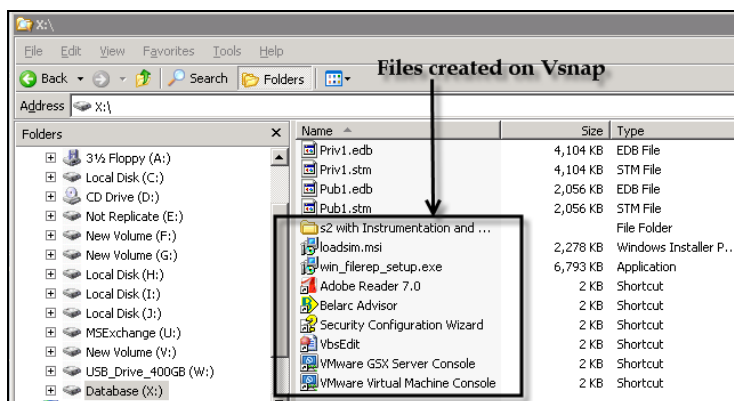 X:\
File Edit View Favorites Tools Help
Back Search Folders
Files created on Vsnap
Address X:\
Folders X
Name Size Type
3½ Floppy (A:)
Local Disk (C:)
CD Drive (D:)
Not Replicate (E:)
New Volume (F:)
New Volume (G:)
Local Disk (H:)
Local Disk (I:)
Local Disk (J:)
MSExchange (U:)
New Volume (V:)
USB_Drive_400GB (W:)
Database (X:)
Priv1.edb 4,104 KB EDB File
Priv1.stm 4,104 KB STM File
Pub1.edb 2,056 KB EDB File
Pub1.stm 2,056 KB STM File
s2 with Instrumentation and ... File Folder
loadsim.msi 2,278 KB Windows Installer P...
win_filerep_setup.exe 6,793 KB Application
Adobe Reader 7.0 2 KB Shortcut
Belarc Advisor 2 KB Shortcut
Security Configuration Wizard 2 KB Shortcut
VbsEdit 2 KB Shortcut
VMware GSX Server Console 2 KB Shortcut
VMware Virtual Machine Console 2 KB Shortcut